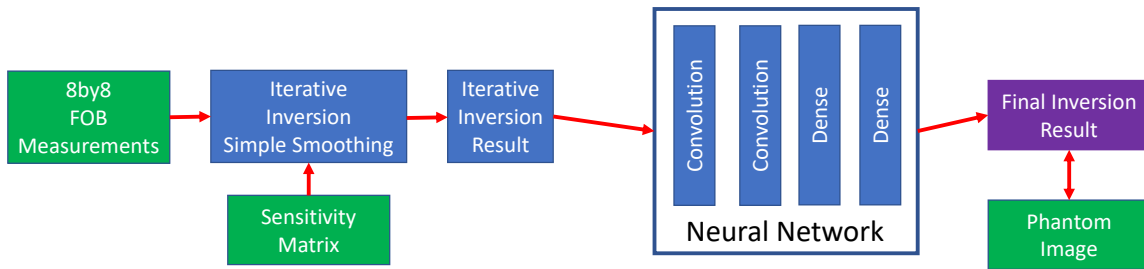 8by8
FOB
Measurements
Iterative
Inversion
Simple Smoothing
Sensitivity
Matrix
Iterative
Inversion
Result
Convolution
Convolution
Dense
Dense
Neural Network
Final Inversion
Result
Phantom
Image